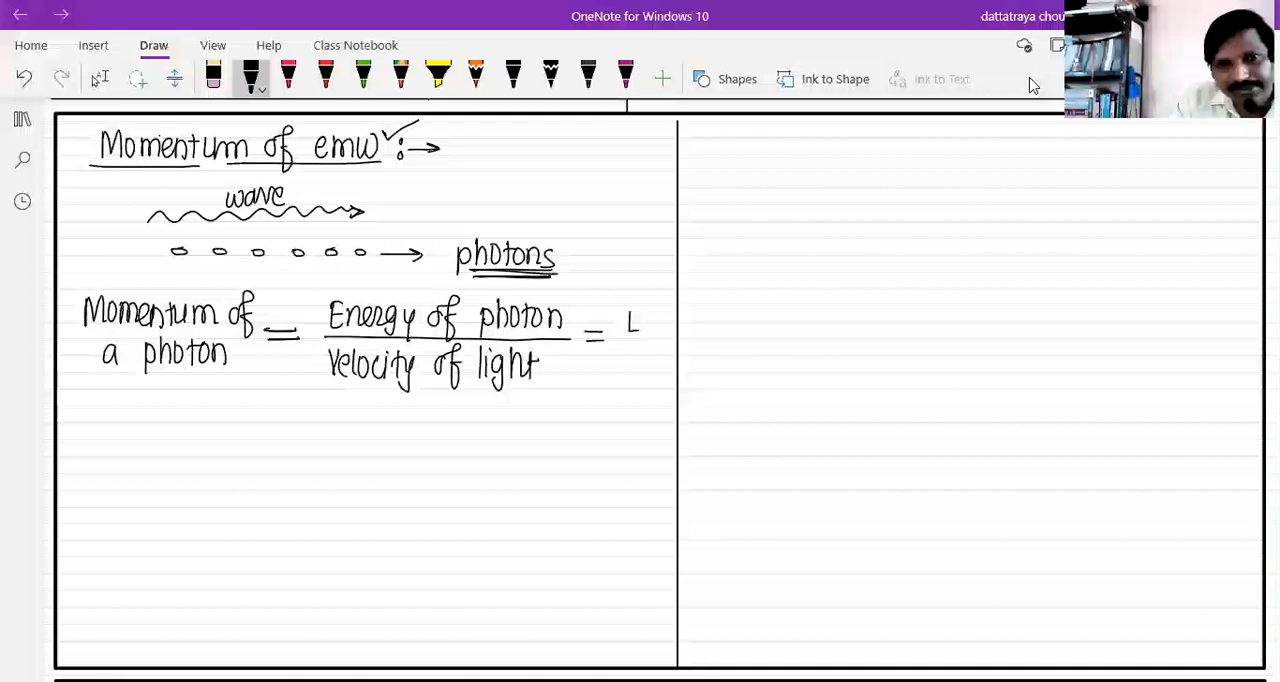 OneNote for Windows 10
dattatraya chou
Home Insert Draw View Help Class Notebook
Shapes Ink to Shape Ink to Text
Momentum of emw
wave
photons
Momentum of a photon = Energy of photon / Velocity of light =